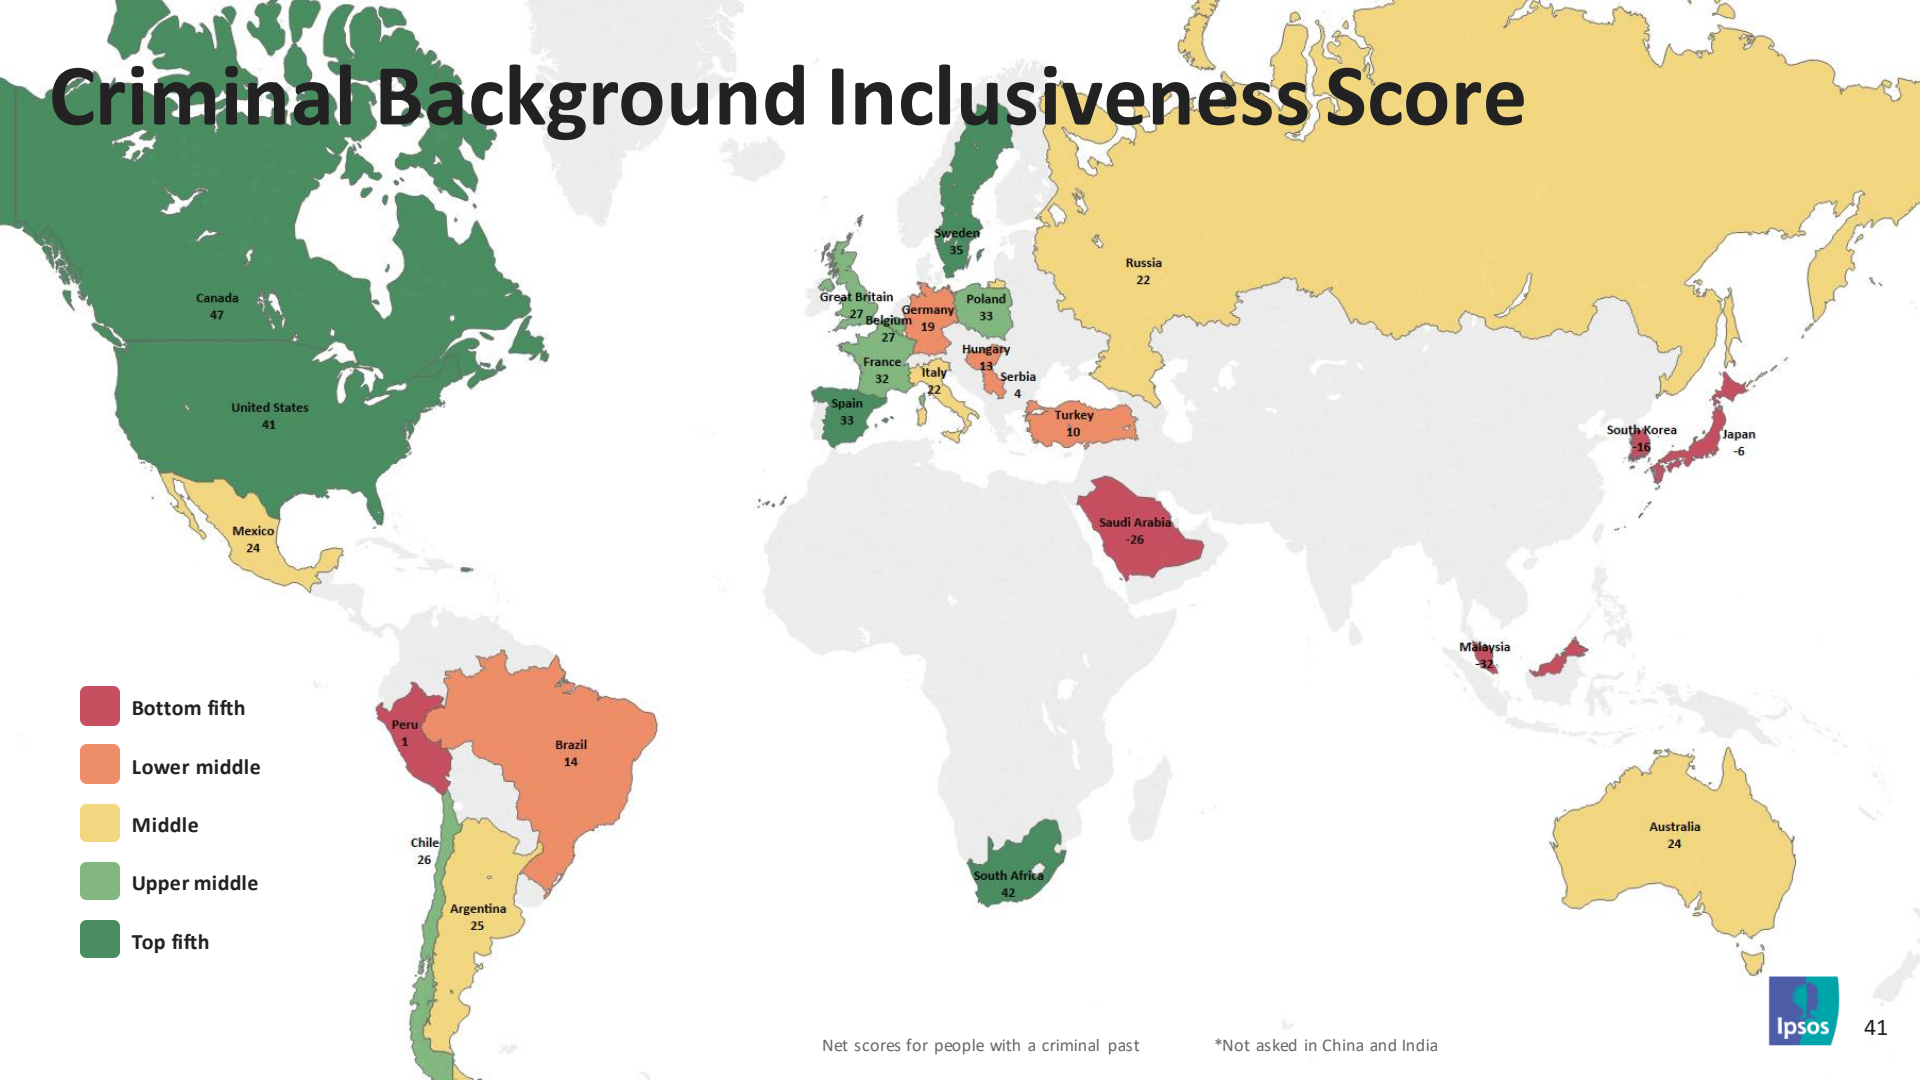 Criminal Background Inclusiveness Score
Canada
47
United States
41
Mexico
24
Sweden
35
Russia
22
Great Britain
27
Belgium
27
Germany
19
Poland
33
France
32
Hungary
13
Italy
22
Serbia
4
Spain
33
Turkey
10
South Korea
-16
Japan
-6
Saudi Arabia
-26
Malaysia
-32
Peru
1
Brazil
14
Chile
26
Argentina
25
South Africa
42
Australia
24
Bottom fifth
Lower middle
Middle
Upper middle
Top fifth
Net scores for people with a criminal past
*Not asked in China and India
Ipsos
41